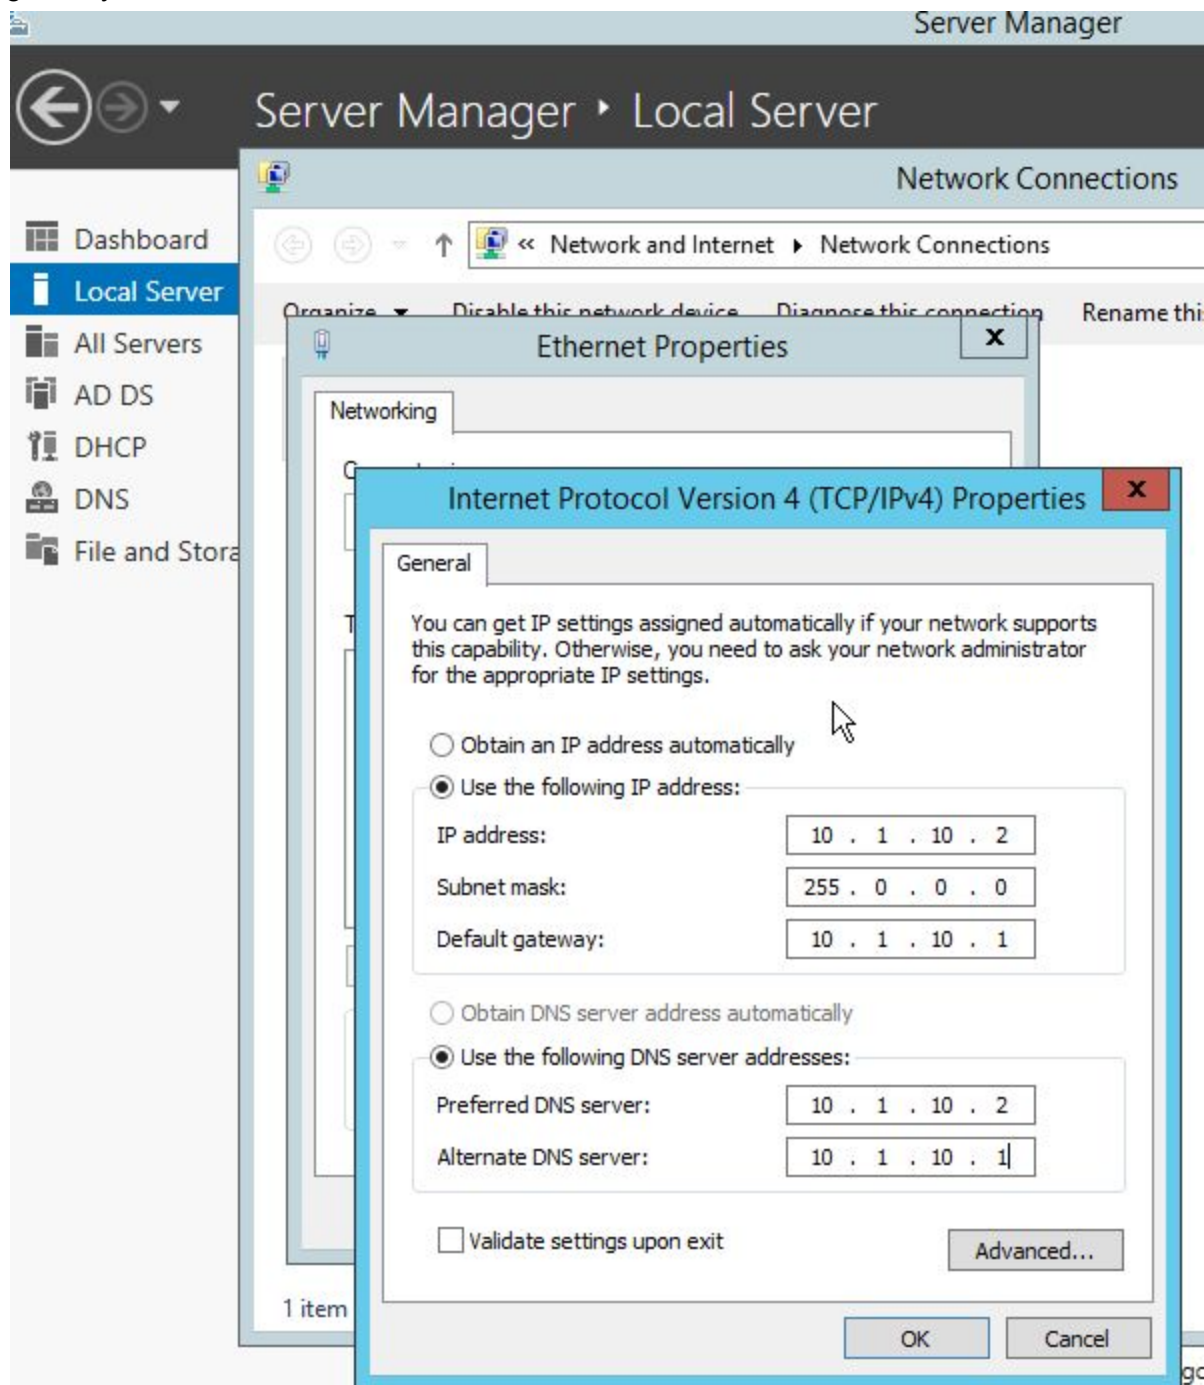 Server Manager
Server Manager ‣ Local Server
Network Connections
Dashboard
« Network and Internet ▸ Network Connections
Local Server
Organize Disable this network device Diagnose this connection Rename this
All Servers
Ethernet Properties
x
AD DS
Networking
DHCP
Internet Protocol Version 4 (TCP/IPv4) Properties
x
DNS
File and Stora
General
You can get IP settings assigned automatically if your network supports
this capability. Otherwise, you need to ask your network administrator
for the appropriate IP settings.
Obtain an IP address automatically
Use the following IP address:
IP address: 10 . 1 . 10 . 2
Subnet mask: 255 . 0 . 0 . 0
Default gateway: 10 . 1 . 10 . 1
Obtain DNS server address automatically
Use the following DNS server addresses:
Preferred DNS server: 10 . 1 . 10 . 2
Alternate DNS server: 10 . 1 . 10 . 1
Validate settings upon exit
Advanced...
1 item
OK Cancel